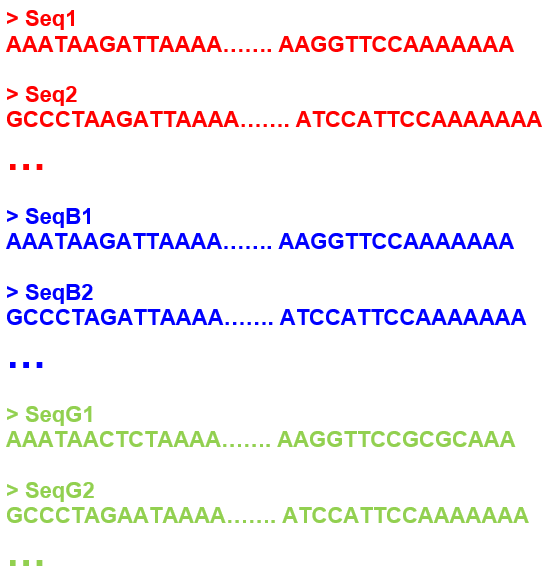 > Seq1
AAATAAGATTAAAA……. AAGGTTCCAAAAAAA
> Seq2
GCCCTAAGATTAAAA……. ATCCATTCCAAAAAAA
…
> SeqB1
AAATAAGATTAAAA……. AAGGTTCCAAAAAAA
> SeqB2
GCCCTAGATTAAAA……. ATCCATTCCAAAAAAA
…
> SeqG1
AAATAACTCTAAAA……. AAGGTTCCGCGCAAA
> SeqG2
GCCCTAGAATAAAA……. ATCCATTCCAAAAAAA
…